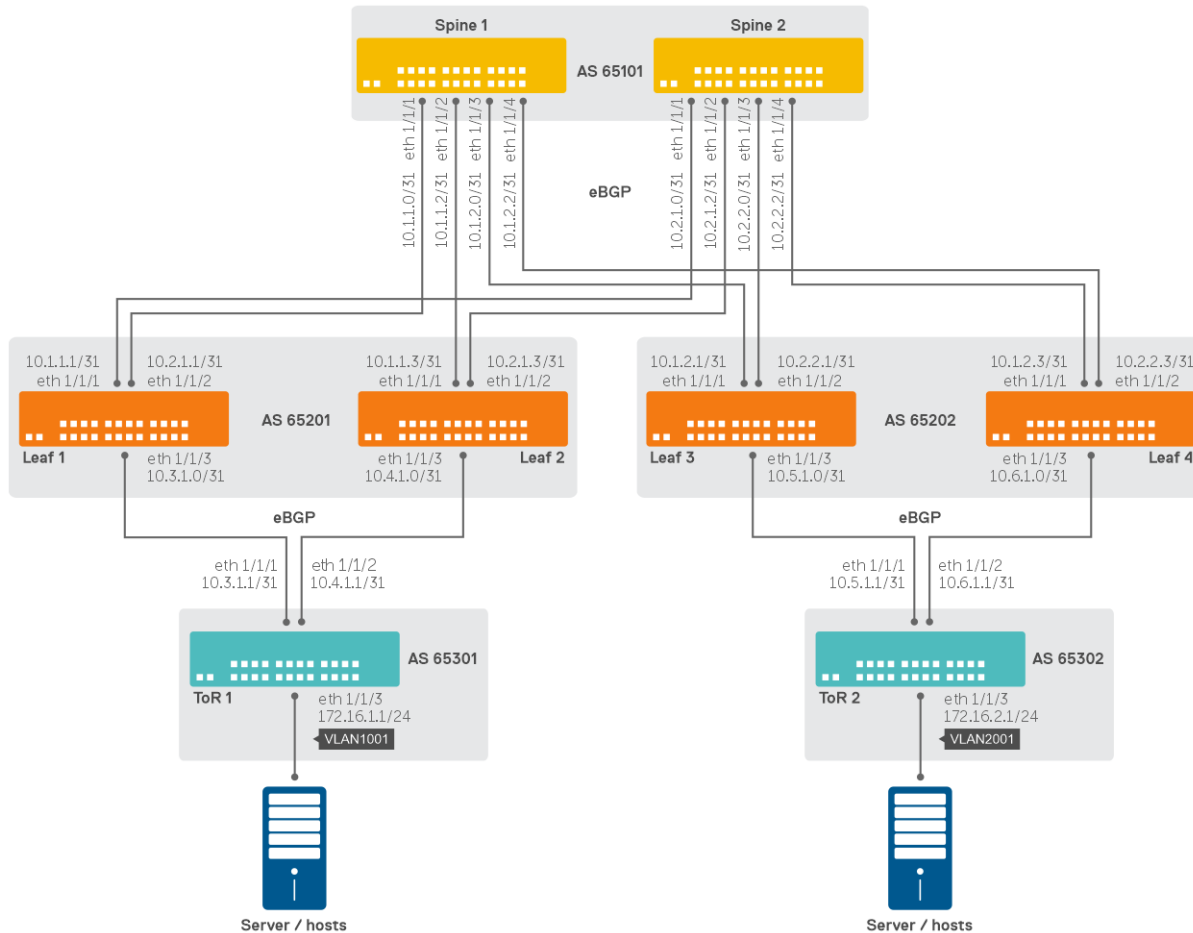 Spine 1
Spine 2
AS 65101
eth 1/1/1
10.1.1.0/31
eth 1/1/2
10.1.1.2/31
eth 1/1/3
10.1.2.0/31
eth 1/1/4
10.1.2.2/31
eth 1/1/1
10.2.1.0/31
eth 1/1/2
10.2.1.2/31
eth 1/1/3
10.2.2.0/31
eth 1/1/4
10.2.2.2/31
eBGP
10.1.1.1/31
eth 1/1/1
10.2.1.1/31
eth 1/1/2
10.1.1.3/31
eth 1/1/1
10.2.1.3/31
eth 1/1/2
10.1.2.1/31
eth 1/1/1
10.2.2.1/31
eth 1/1/2
10.1.2.3/31
eth 1/1/1
10.2.2.3/31
eth 1/1/2
AS 65201
AS 65202
Leaf 1
eth 1/1/3
10.3.1.0/31
eth 1/1/3
10.4.1.0/31
Leaf 2
Leaf 3
eth 1/1/3
10.5.1.0/31
eth 1/1/3
10.6.1.0/31
Leaf 4
eBGP
eBGP
eth 1/1/1
10.3.1.1/31
eth 1/1/2
10.4.1.1/31
eth 1/1/1
10.5.1.1/31
eth 1/1/2
10.6.1.1/31
AS 65301
AS 65302
ToR 1
eth 1/1/3
172.16.1.1/24
VLAN1001
ToR 2
eth 1/1/3
172.16.2.1/24
VLAN2001
Server / hosts
Server / hosts